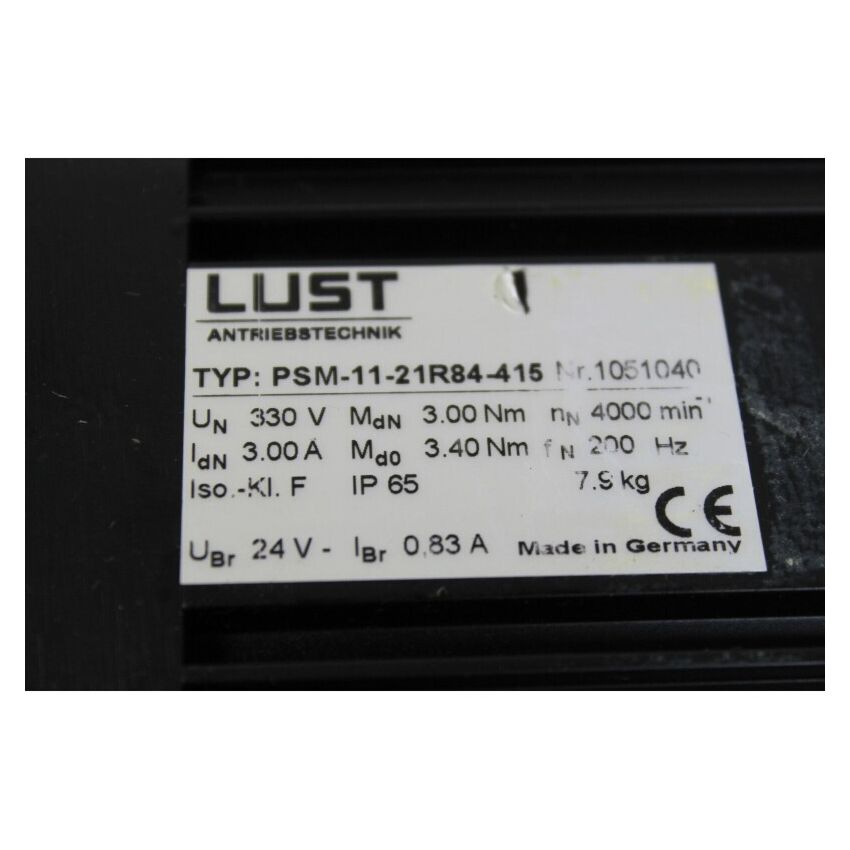 LUST
ANTRIEBSTECHNIK
TYP: PSM-11-21R84-415 Nr.1051040
UN 330 V MdN 3.00 Nm nN 4000 min-1
IdN 3.00 A Md0 3.40 Nm fN 200 Hz
Iso.-Kl. F IP 65 7.9 kg
CE
UBr 24 V - IBr 0,83 A Made in Germany